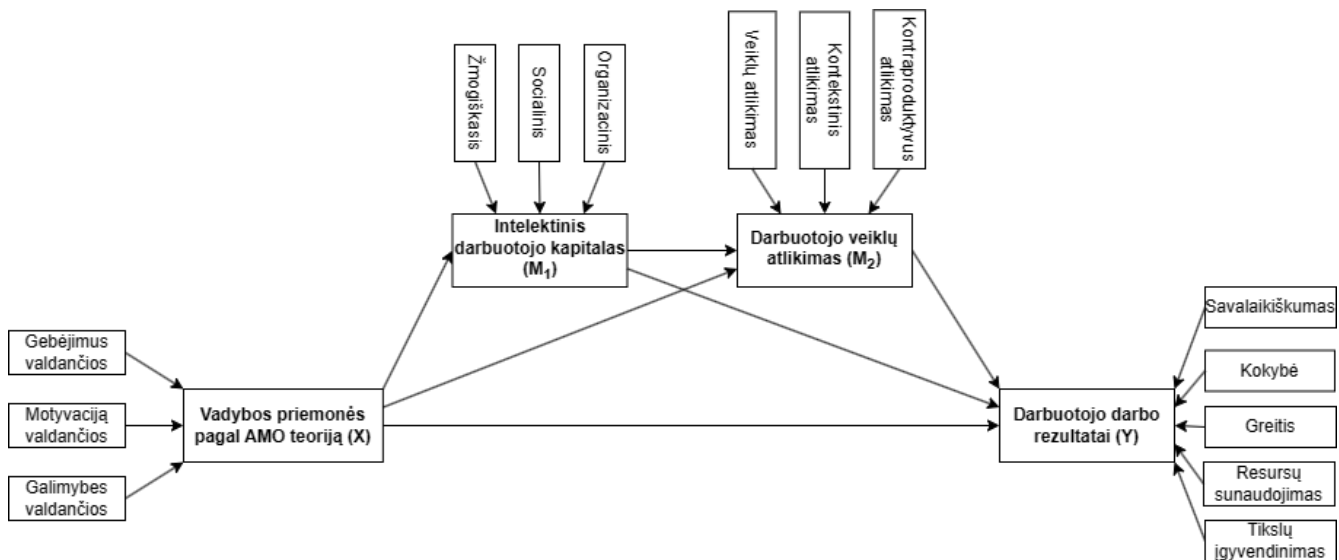 Žmogiškasis
Socialinis
Organizacinis
Veiklų atlikimas
Kontekstinis
atlikimas
Kontraproduktyvus
atlikimas
Intelektinis
darbuotojo kapitalas
(M₁)
Darbuotojo veiklų
atlikimas (M₂)
Gebėjimus
valdančios
Motyvaciją
valdančios
Galimybes
valdančios
Vadybos priemonės
pagal AMO teoriją (X)
Darbuotojo darbo
rezultatai (Y)
Savalaikiškumas
Kokybė
Greitis
Resursų
sunaudojimas
Tikslų
įgyvendinimas